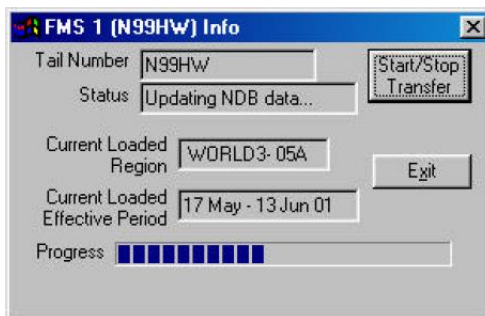 FMS 1 (N99HW) Info
Tail Number N99HW
Start/Stop
Transfer
Status Updating NDB data...
Current Loaded
Region
WORLD3- 05A
Exit
Current Loaded
Effective Period
17 May - 13 Jun 01
Progress